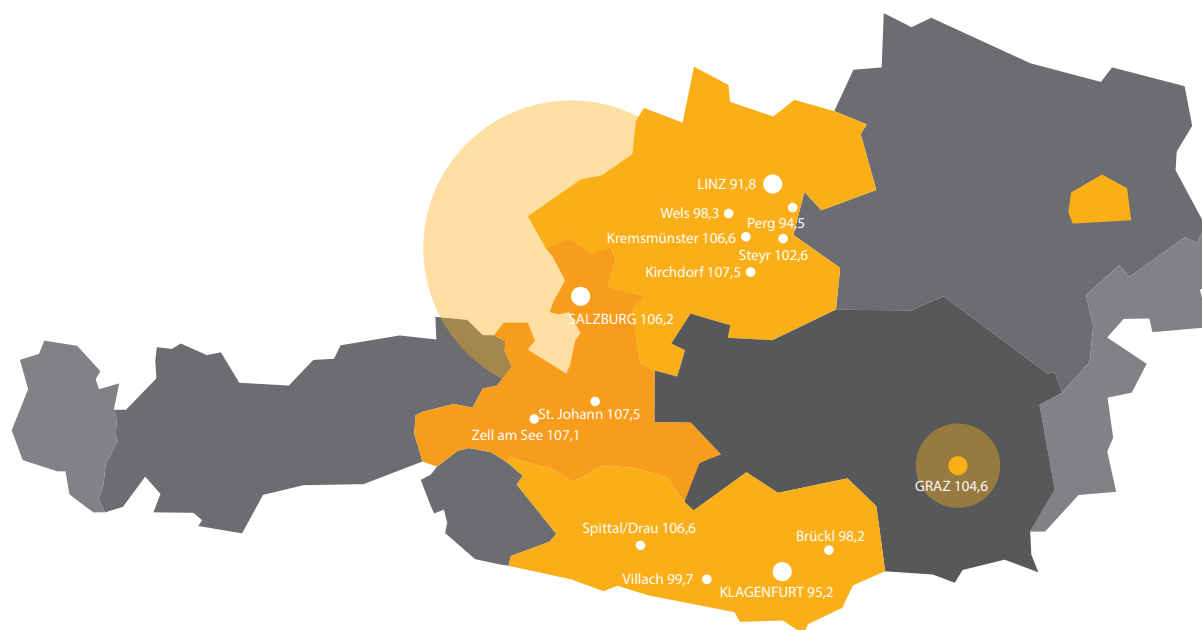 LINZ 91,8
Wels 98,3
Perg 94,5
Kremsmünster 106,6
Steyr 102,6
Kirchdorf 107,5
SALZBURG 106,2
St. Johann 107,5
Zell am See 107,1
GRAZ 104,6
Spittal/Drau 106,6
Brückl 98,2
Villach 99,7
KLAGENFURT 95,2